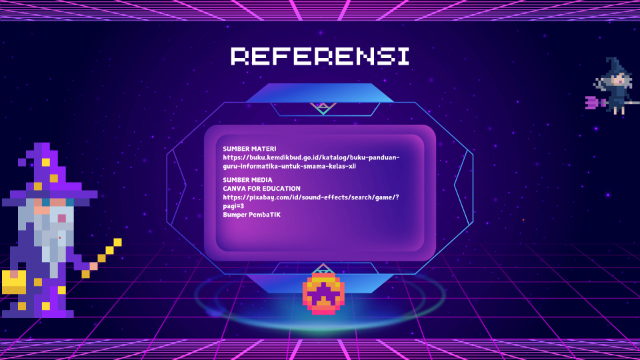 REFERENSI
SUMBER MATERI
https://buku.kemdikbud.go.id/katalog/buku-panduan-
guru-informatika-untuk-smama-kelas-xii
SUMBER MEDIA
CANVA FOR EDUCATION
https://pixabay.com/id/sound-effects/search/game/?
pagi=3
Bumper PembaTIK